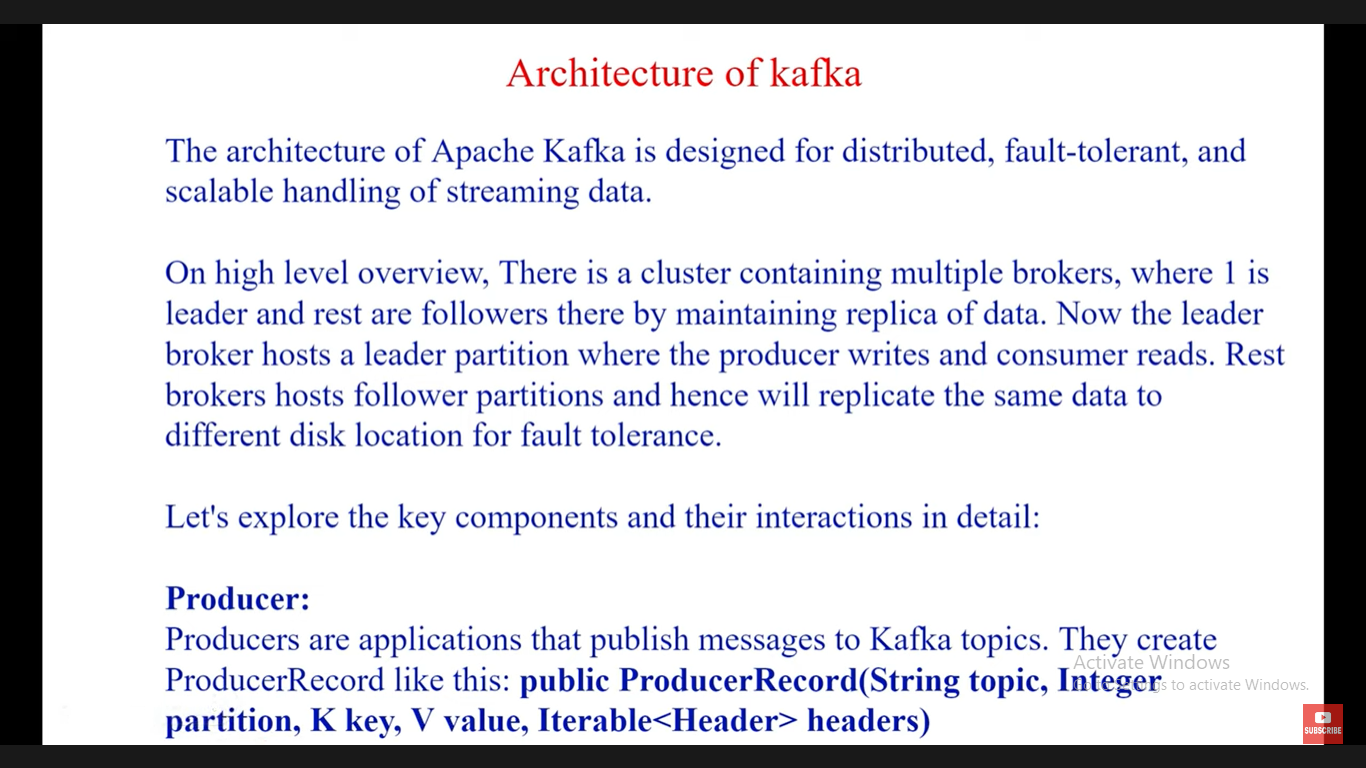 Architecture of kafka
The architecture of Apache Kafka is designed for distributed, fault-tolerant, and
scalable handling of streaming data.
On high level overview, There is a cluster containing multiple brokers, where 1 is
leader and rest are followers there by maintaining replica of data. Now the leader
broker hosts a leader partition where the producer writes and consumer reads. Rest
brokers hosts follower partitions and hence will replicate the same data to
different disk location for fault tolerance.
Let's explore the key components and their interactions in detail:
Producer:
Producers are applications that publish messages to Kafka topics. They create
ProducerRecord like this: public ProducerRecord(String topic, Integer
partition, K key, V value, Iterable<Header> headers)
Activate Windows
Go to Settings to activate Windows.
SUBSCRIBE